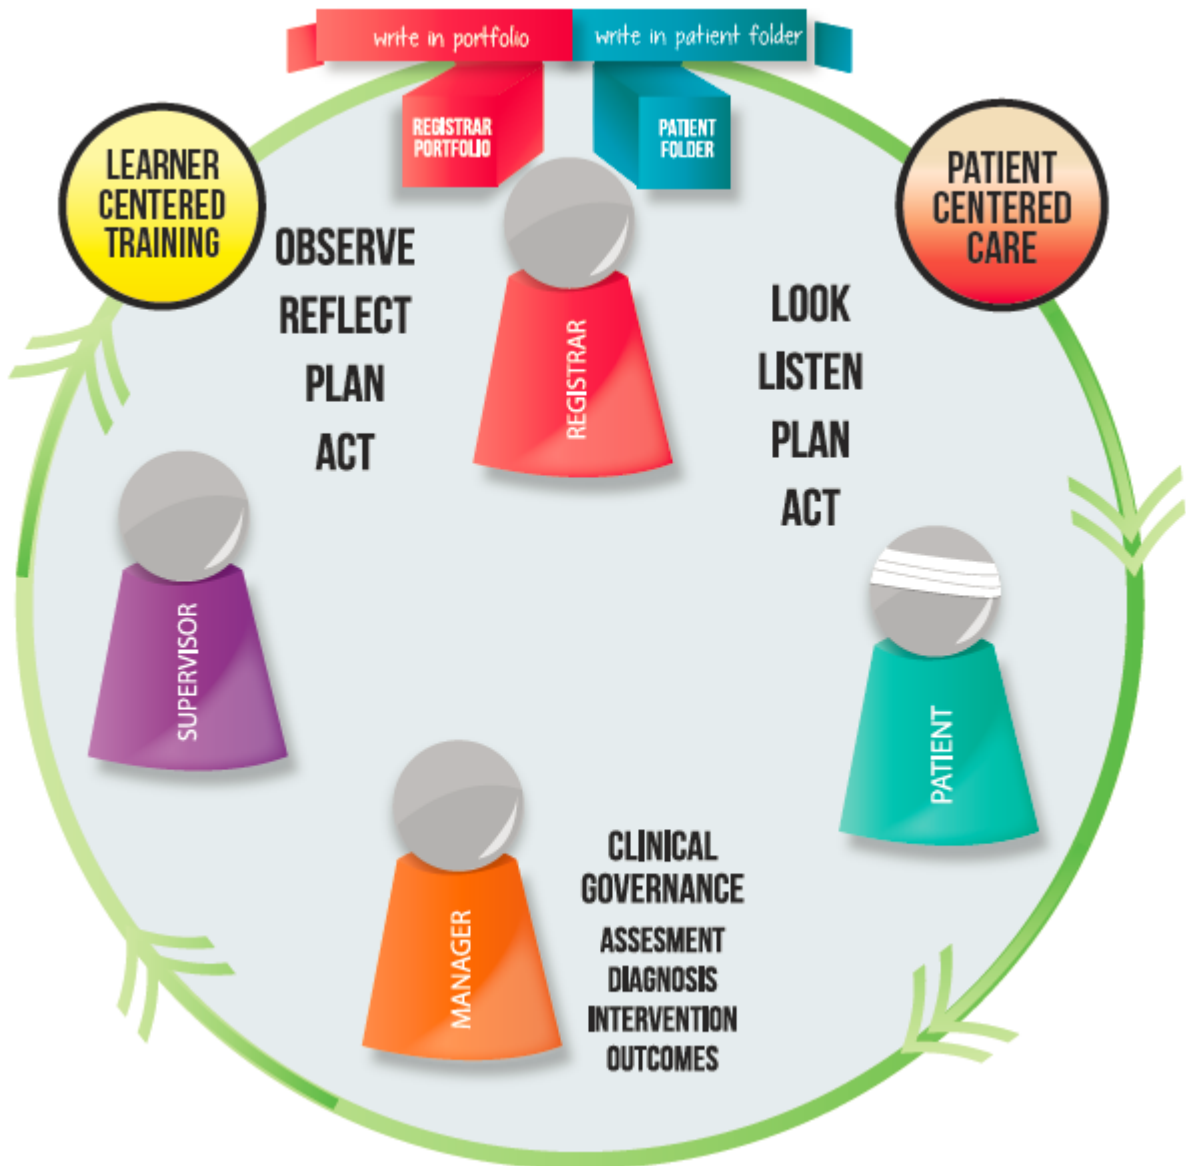 write in portfolio
write in patient folder
REGISTRAR
PORTFOLIO
PATIENT
FOLDER
LEARNER
CENTERED
TRAINING
PATIENT
CENTERED
CARE
OBSERVE
REFLECT
PLAN
ACT
REGISTRAR
LOOK
LISTEN
PLAN
ACT
SUPERVISOR
PATIENT
MANAGER
CLINICAL
GOVERNANCE
ASSESMENT
DIAGNOSIS
INTERVENTION
OUTCOMES